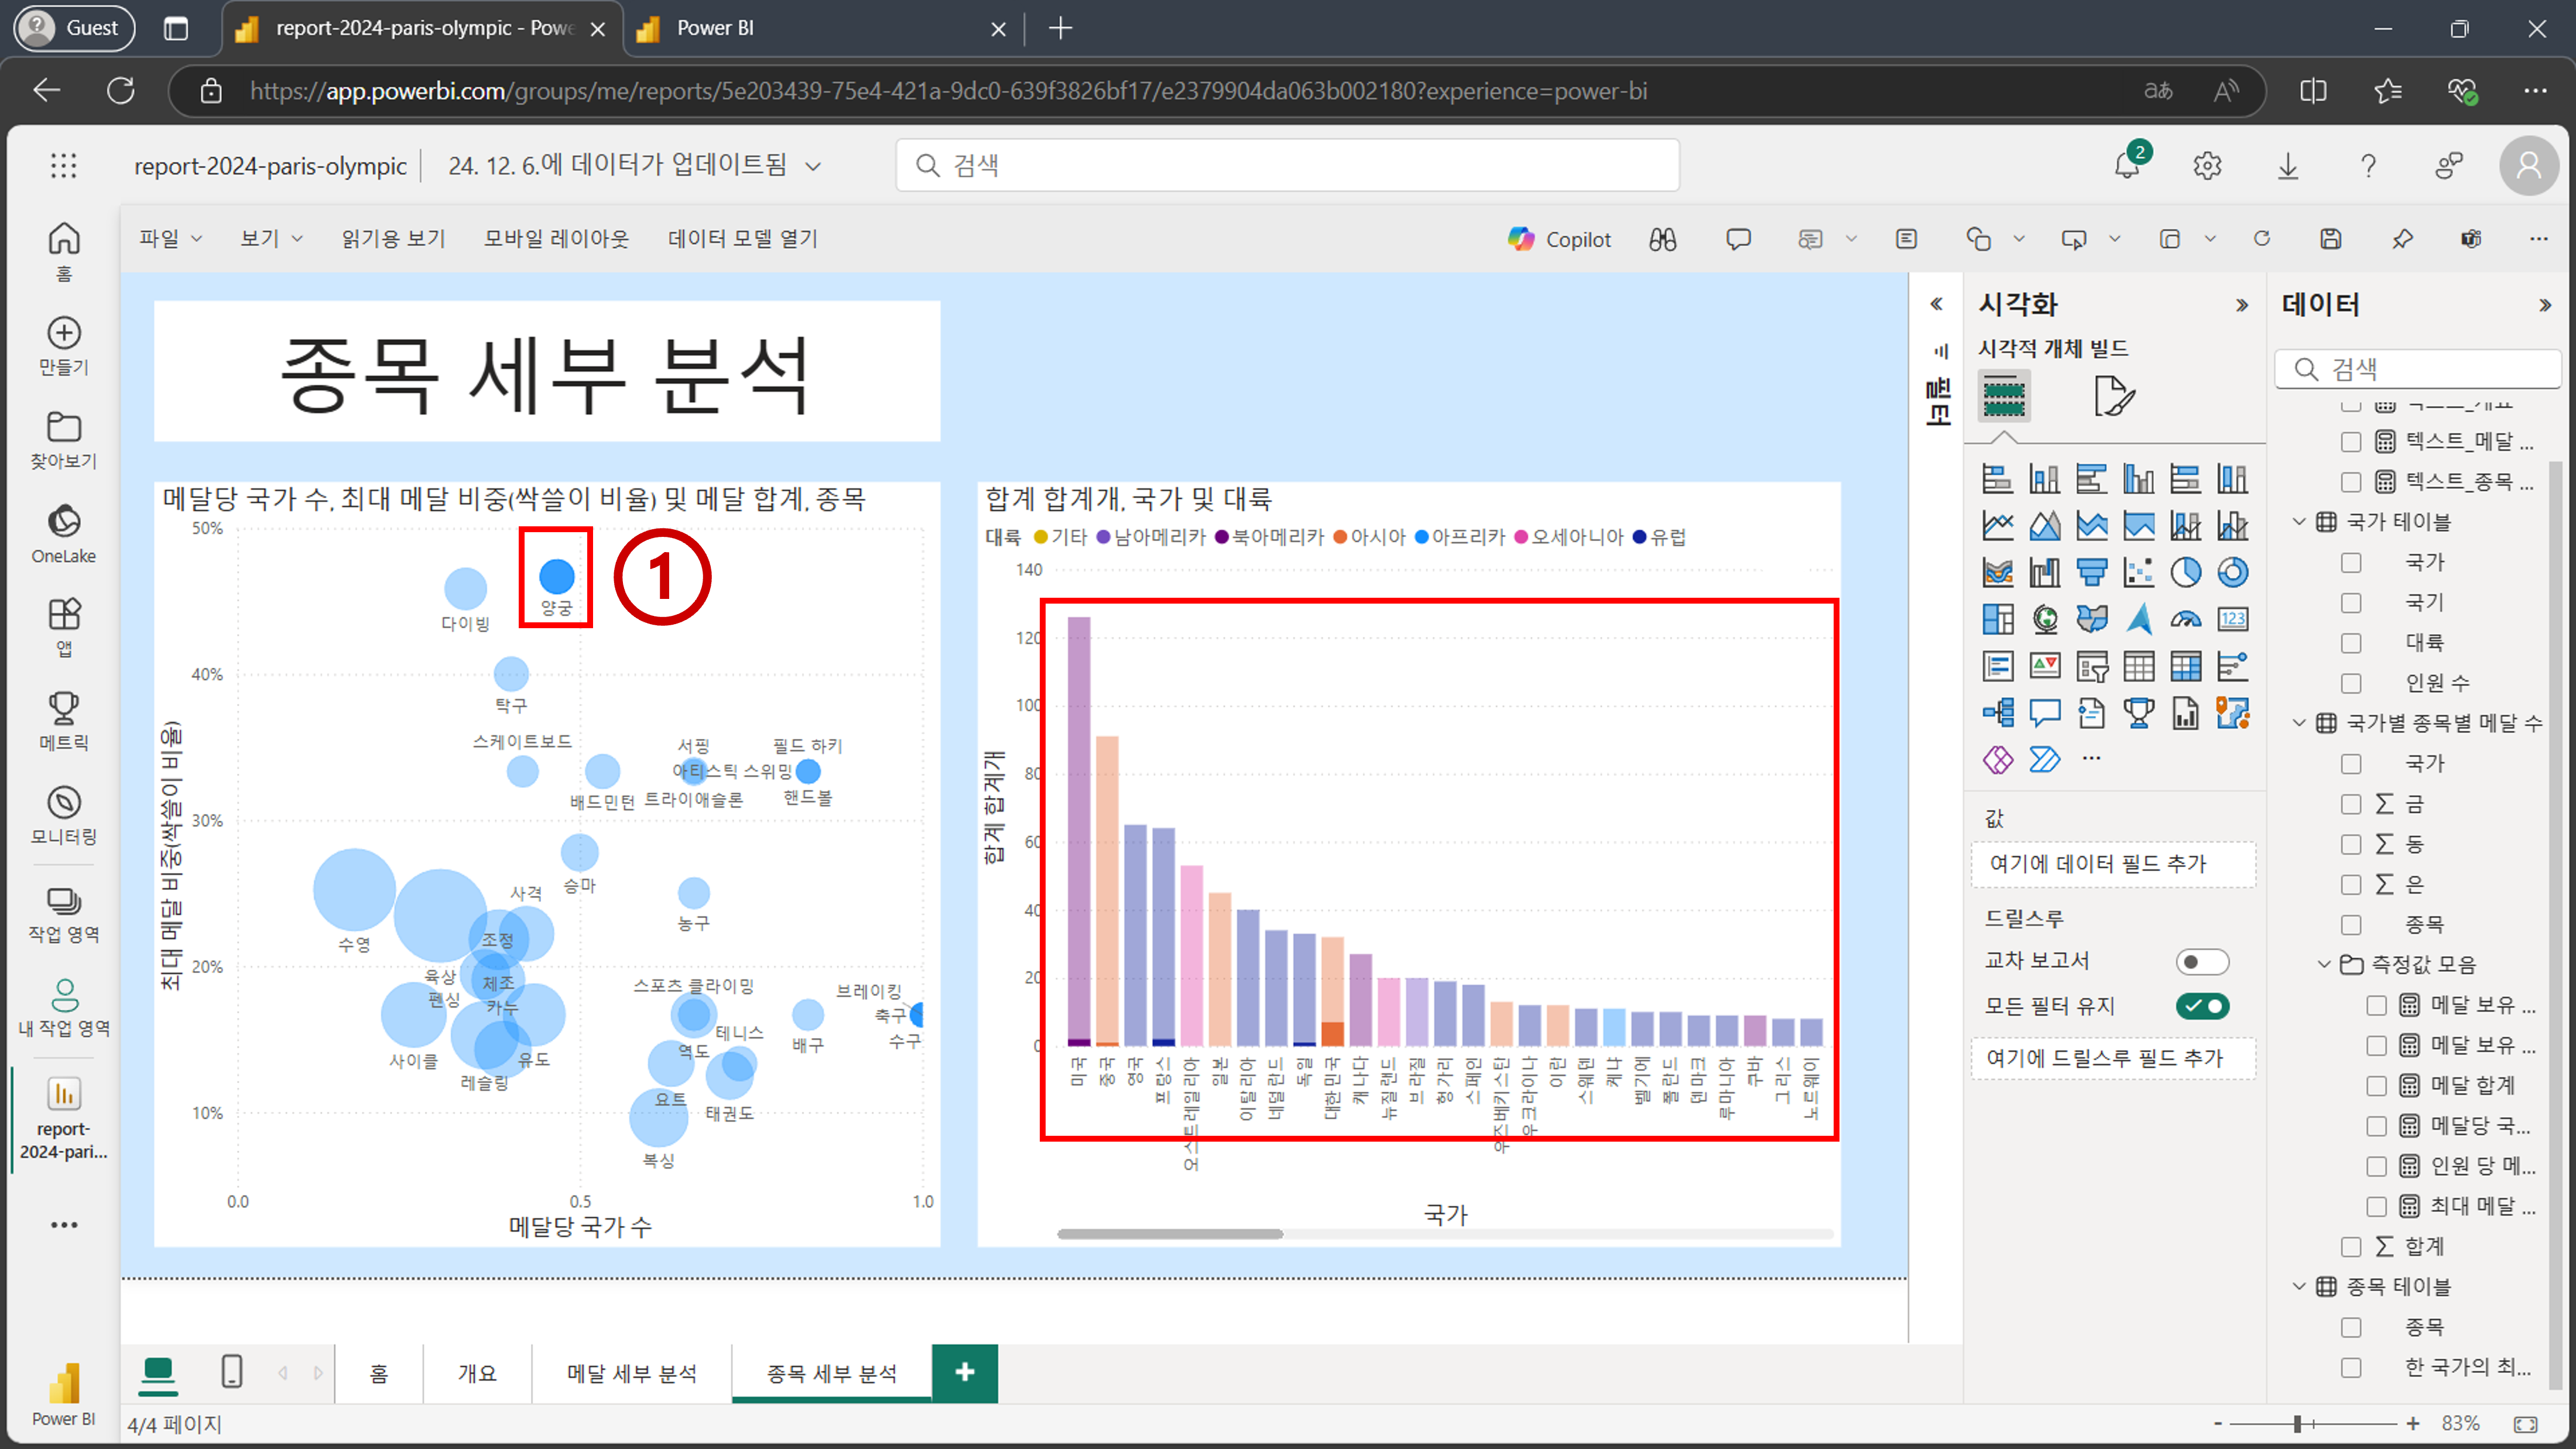 Guest
report-2024-paris-olympic - Powe
Power BI
https://app.powerbi.com/groups/me/reports/5e203439-75e4-421a-9dc0-639f3826bf17/e2379904da063b002180?experience=power-bi
report-2024-paris-olympic
24. 12. 6.에 데이터가 업데이트됨
검색
2
파일
보기
읽기용 보기
모바일 레이아웃
데이터 모델 열기
Copilot
홈
만들기
찾아보기
OneLake
앱
메트릭
모니터링
작업 영역
내 작업 영역
report-
2024-pari...
Power BI
종목 세부 분석
메달당 국가 수, 최대 메달 비중(싹쓸이 비율) 및 메달 합계, 종목
최대 메달 비중(싹쓸이 비율)
50%
40%
30%
20%
10%
0.0
0.5
1.0
메달당 국가 수
다이빙
양궁
①
탁구
스케이트보드
서핑
필드 하키
아티스틱 스위밍
배드민턴
트라이애슬론
핸드볼
승마
사격
농구
수영
조정
육상
체조
펜싱
카누
스포츠 클라이밍
브레이킹
축구
수구
테니스
역도
배구
사이클
유도
레슬링
요트
태권도
복싱
합계 합계개, 국가 및 대륙
대륙
기타
남아메리카
북아메리카
아시아
아프리카
오세아니아
유럽
합계 합계개
140
120
100
80
60
40
20
0
미국
중국
영국
프랑스
오스트레일리아
일본
이탈리아
네덜란드
독일
대한민국
캐나다
뉴질랜드
브라질
헝가리
스페인
우즈베키스탄
우크라이나
이란
스웨덴
케냐
벨기에
폴란드
덴마크
루마니아
쿠바
그리스
노르웨이
국가
필터
시각화
시각적 개체 빌드
123
값
여기에 데이터 필드 추가
드릴스루
교차 보고서
모든 필터 유지
여기에 드릴스루 필드 추가
데이터
검색
텍스트_개요
텍스트_메달 ...
텍스트_종목 ...
국가 테이블
국가
국기
대륙
인원 수
국가별 종목별 메달 수
국가
금
동
은
종목
측정값 모음
메달 보유 ...
메달 보유 ...
메달 합계
메달당 국...
인원 당 메...
최대 메달 ...
합계
종목 테이블
종목
한 국가의 최...
홈
개요
메달 세부 분석
종목 세부 분석
4/4 페이지
83%